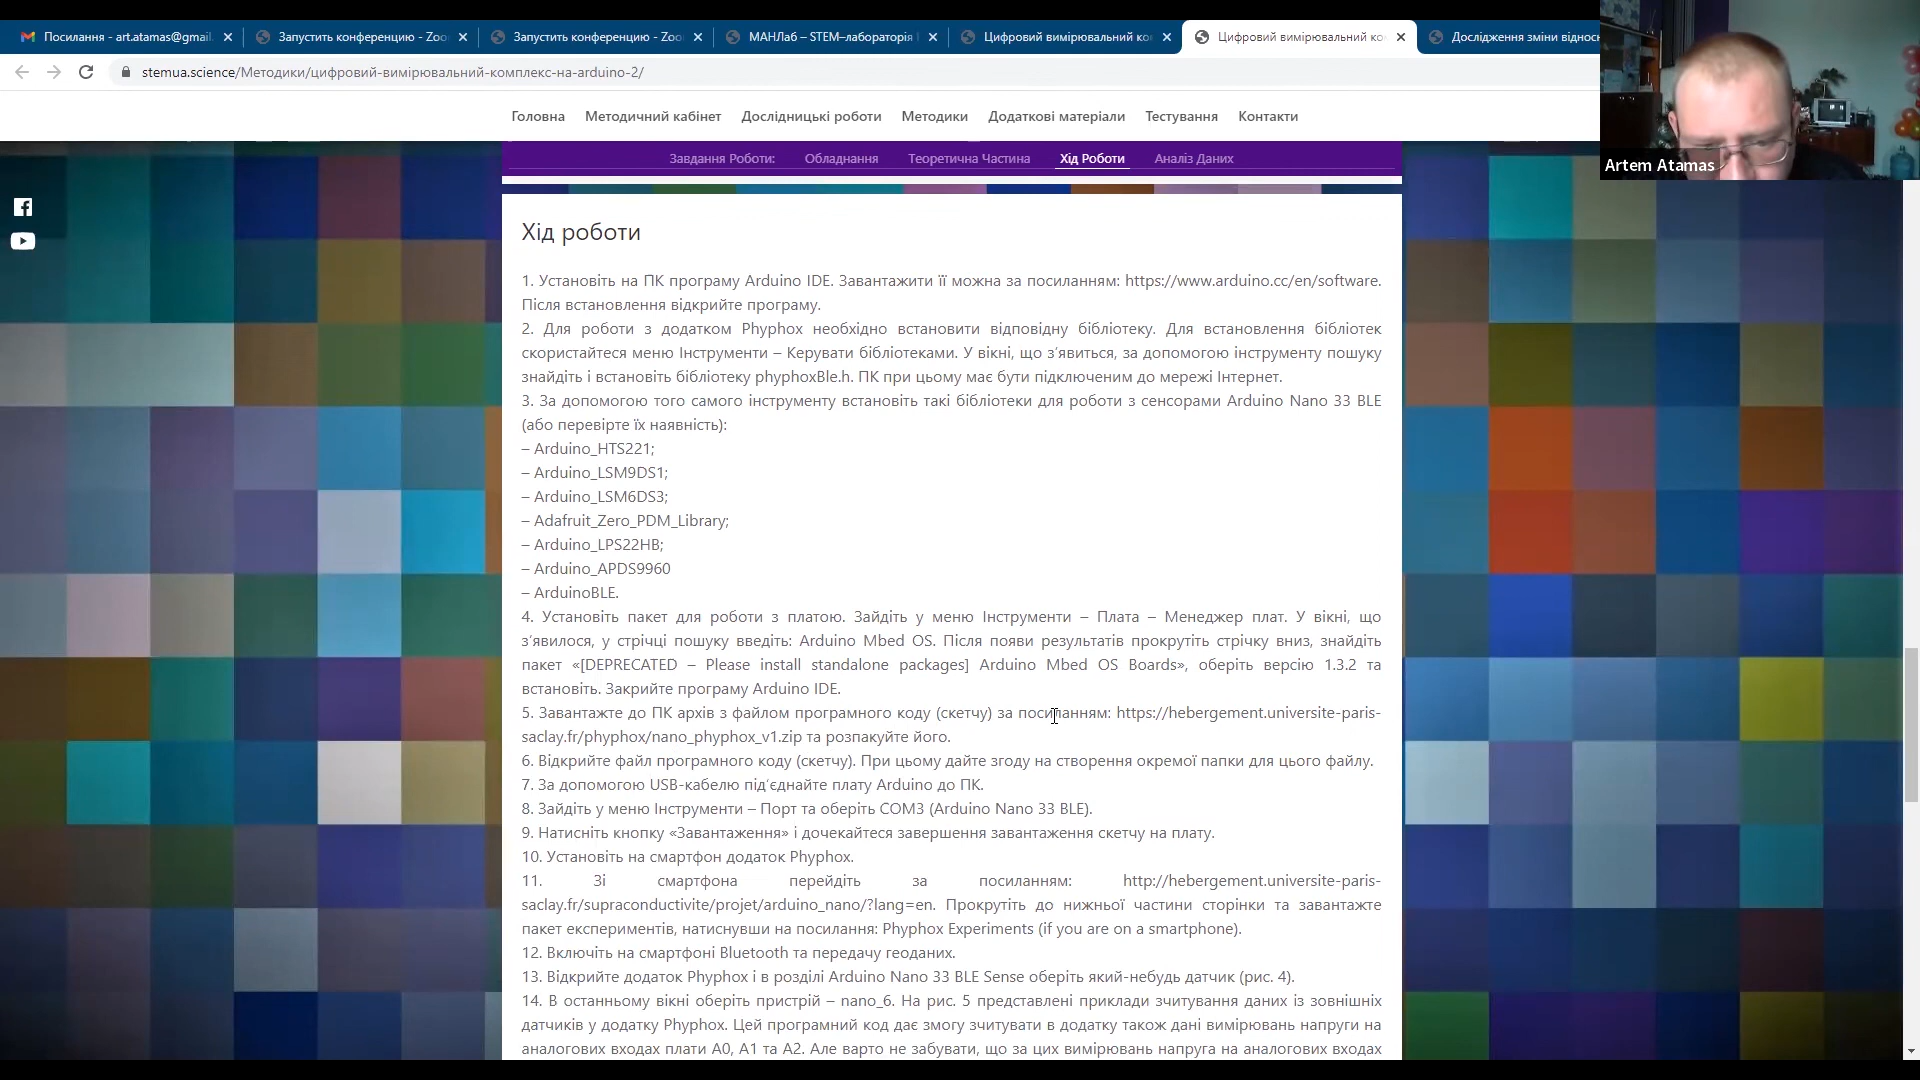 Посилання - art.atamas@gmail.
Запустить конференцию - Zoo
Запустить конференцию - Zoo
МАНЛаб – STEM–лабораторія
Цифровий вимірювальний ко
Цифровий вимірювальний ко
Дослідження зміни віднос
stemua.science/Методики/цифровий-вимірювальний-комплекс-на-arduino-2/
Головна Методичний кабінет Дослідницькі роботи Методики Додаткові матеріали Тестування Контакти
Artem Atamas
Завдання Роботи: Обладнання Теоретична Частина Хід Роботи Аналіз Даних
Хід роботи
1. Установіть на ПК програму Arduino IDE. Завантажити її можна за посиланням: https://www.arduino.cc/en/software.
Після встановлення відкрийте програму.
2. Для роботи з додатком Phyphox необхідно встановити відповідну бібліотеку. Для встановлення бібліотек
скористайтеся меню Інструменти – Керувати бібліотеками. У вікні, що з’явиться, за допомогою інструменту пошуку
знайдіть і встановіть бібліотеку phyphoxBle.h. ПК при цьому має бути підключеним до мережі Інтернет.
3. За допомогою того самого інструменту встановіть такі бібліотеки для роботи з сенсорами Arduino Nano 33 BLE
(або перевірте їх наявність):
– Arduino_HTS221;
– Arduino_LSM9DS1;
– Arduino_LSM6DS3;
– Adafruit_Zero_PDM_Library;
– Arduino_LPS22HB;
– Arduino_APDS9960
– ArduinoBLE.
4. Установіть пакет для роботи з платою. Зайдіть у меню Інструменти – Плата – Менеджер плат. У вікні, що
з’явилося, у стрічці пошуку введіть: Arduino Mbed OS. Після появи результатів прокрутіть стрічку вниз, знайдіть
пакет «[DEPRECATED – Please install standalone packages] Arduino Mbed OS Boards», оберіть версію 1.3.2 та
встановіть. Закрийте програму Arduino IDE.
5. Завантажте до ПК архів з файлом програмного коду (скетчу) за посиланням: https://hebergement.universite-paris-
saclay.fr/phyphox/nano_phyphox_v1.zip та розпакуйте його.
6. Відкрийте файл програмного коду (скетчу). При цьому дайте згоду на створення окремої папки для цього файлу.
7. За допомогою USB-кабелю під’єднайте плату Arduino до ПК.
8. Зайдіть у меню Інструменти – Порт та оберіть COM3 (Arduino Nano 33 BLE).
9. Натисніть кнопку «Завантаження» і дочекайтеся завершення завантаження скетчу на плату.
10. Установіть на смартфон додаток Phyphox.
11. Зі смартфона перейдіть за посиланням: http://hebergement.universite-paris-
saclay.fr/supraconductivite/projet/arduino_nano/?lang=en. Прокрутіть до нижньої частини сторінки та завантажте
пакет експериментів, натиснувши на посилання: Phyphox Experiments (if you are on a smartphone).
12. Включіть на смартфоні Bluetooth та передачу геоданих.
13. Відкрийте додаток Phyphox і в розділі Arduino Nano 33 BLE Sense оберіть який-небудь датчик (рис. 4).
14. В останньому вікні оберіть пристрій – nano_6. На рис. 5 представлені приклади зчитування даних із зовнішніх
датчиків у додатку Phyphox. Цей програмний код дає змогу зчитувати в додатку також дані вимірювань напруги на
аналогових входах плати A0, A1 та A2. Але варто не забувати, що за цих вимірювань напруга на аналогових входах